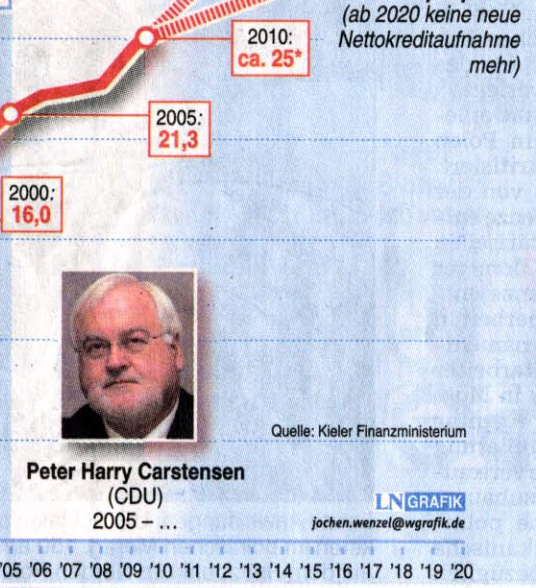 (ab 2020 keine neue
Nettokreditaufnahme
mehr)
2010:
ca. 25*
2005:
21,3
2000:
16,0
Quelle: Kieler Finanzministerium
Peter Harry Carstensen
(CDU)
2005 – ...
LN GRAFIK
jochen.wenzel@wgrafik.de
'05 '06 '07 '08 '09 '10 '11 '12 '13 '14 '15 '16 '17 '18 '19 '20